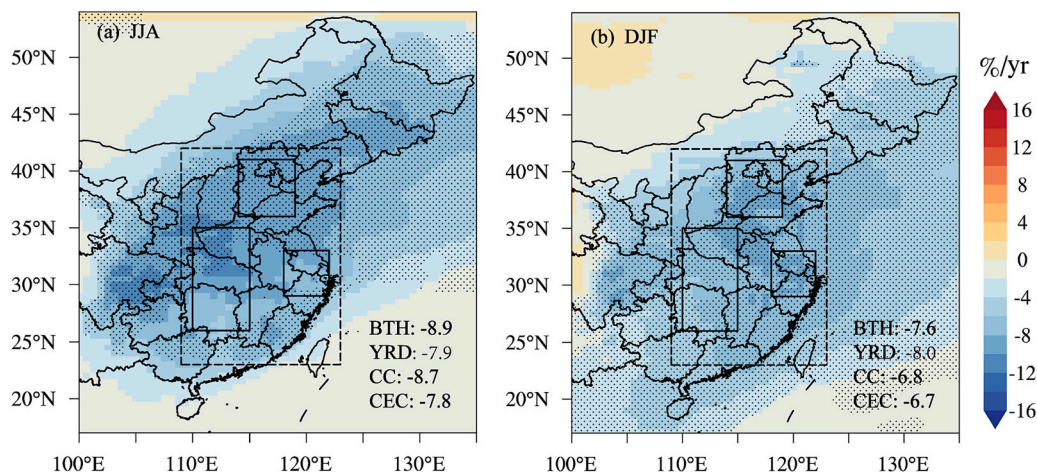 (a) JJA
50°N
45°N
40°N
35°N
30°N
25°N
20°N
BTH: -8.9
YRD: -7.9
CC: -8.7
CEC: -7.8
100°E 110°E 120°E 130°E
(b) DJF
50°N
45°N
40°N
35°N
30°N
25°N
20°N
BTH: -7.6
YRD: -8.0
CC: -6.8
CEC: -6.7
100°E 110°E 120°E 130°E
%/yr
16
12
8
4
0
-4
-8
-12
-16